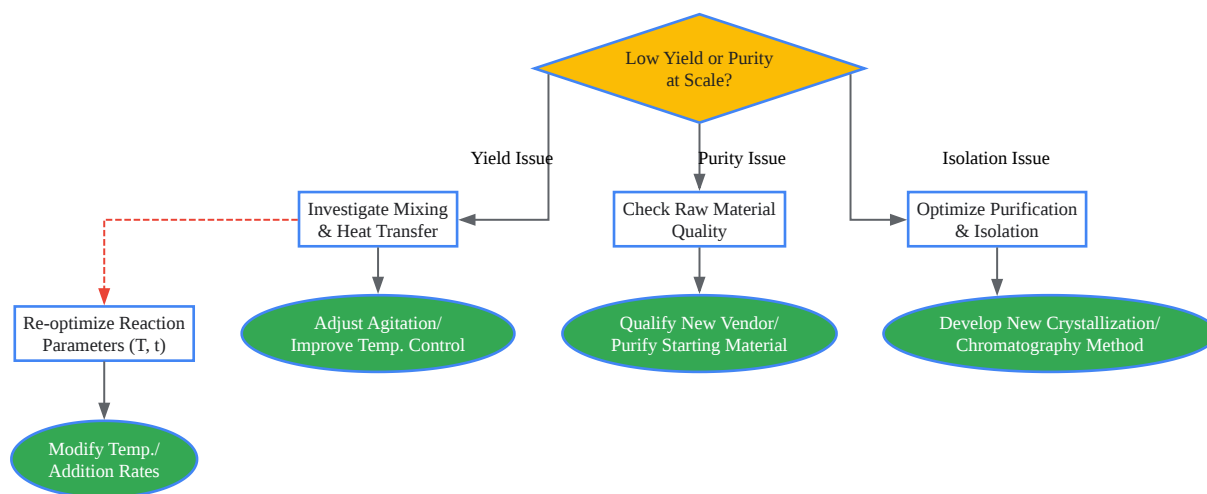 Low Yield or Purity
at Scale?
Yield Issue
Purity Issue
Isolation Issue
Investigate Mixing
& Heat Transfer
Check Raw Material
Quality
Optimize Purification
& Isolation
Re-optimize Reaction
Parameters (T, t)
Adjust Agitation/
Improve Temp. Control
Qualify New Vendor/
Purify Starting Material
Develop New Crystallization/
Chromatography Method
Modify Temp./
Addition Rates